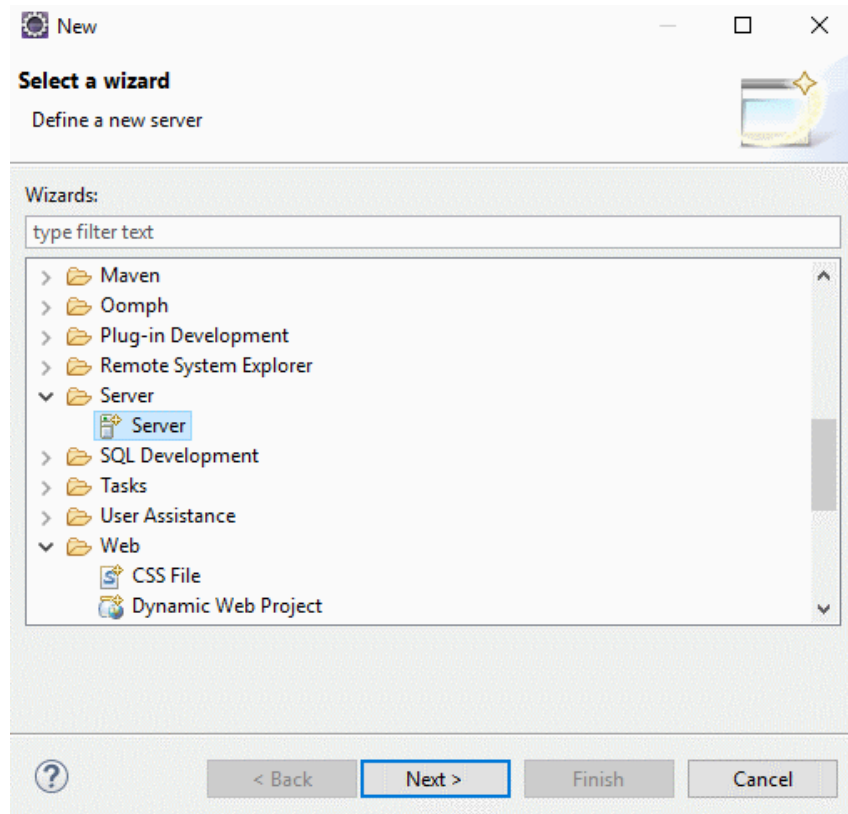 New
Select a wizard
Define a new server
Wizards:
type filter text
Maven
Oomph
Plug-in Development
Remote System Explorer
Server
Server
SQL Development
Tasks
User Assistance
Web
CSS File
Dynamic Web Project
? < Back Next > Finish Cancel